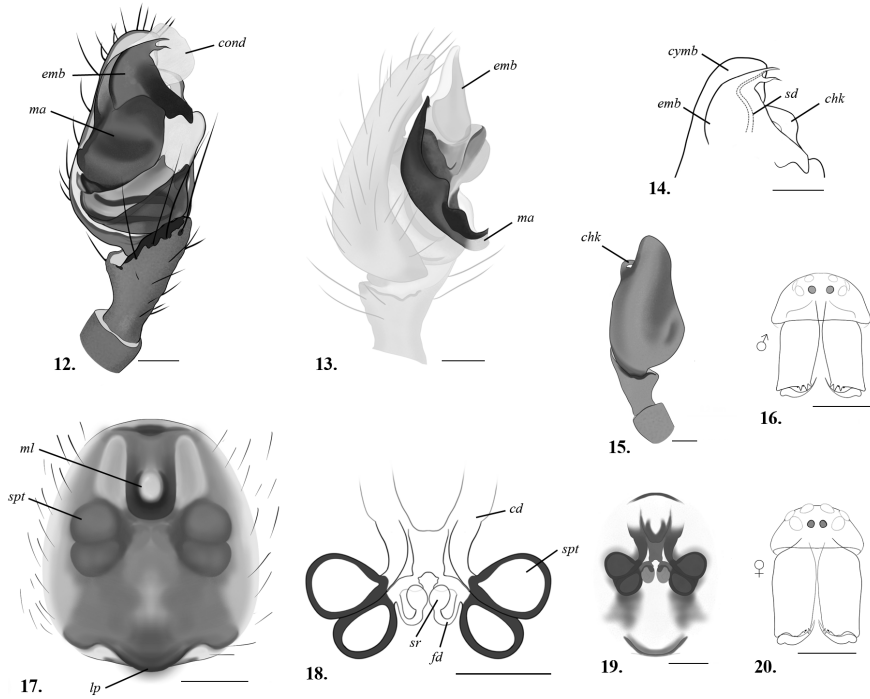 cond
emb
ma
12.
emb
ma
13.
cymb
sd
emb
chk
14.
chk
15.
♂
16.
ml
spt
lp
17.
cd
spt
sr
fd
18.
19.
♀
20.